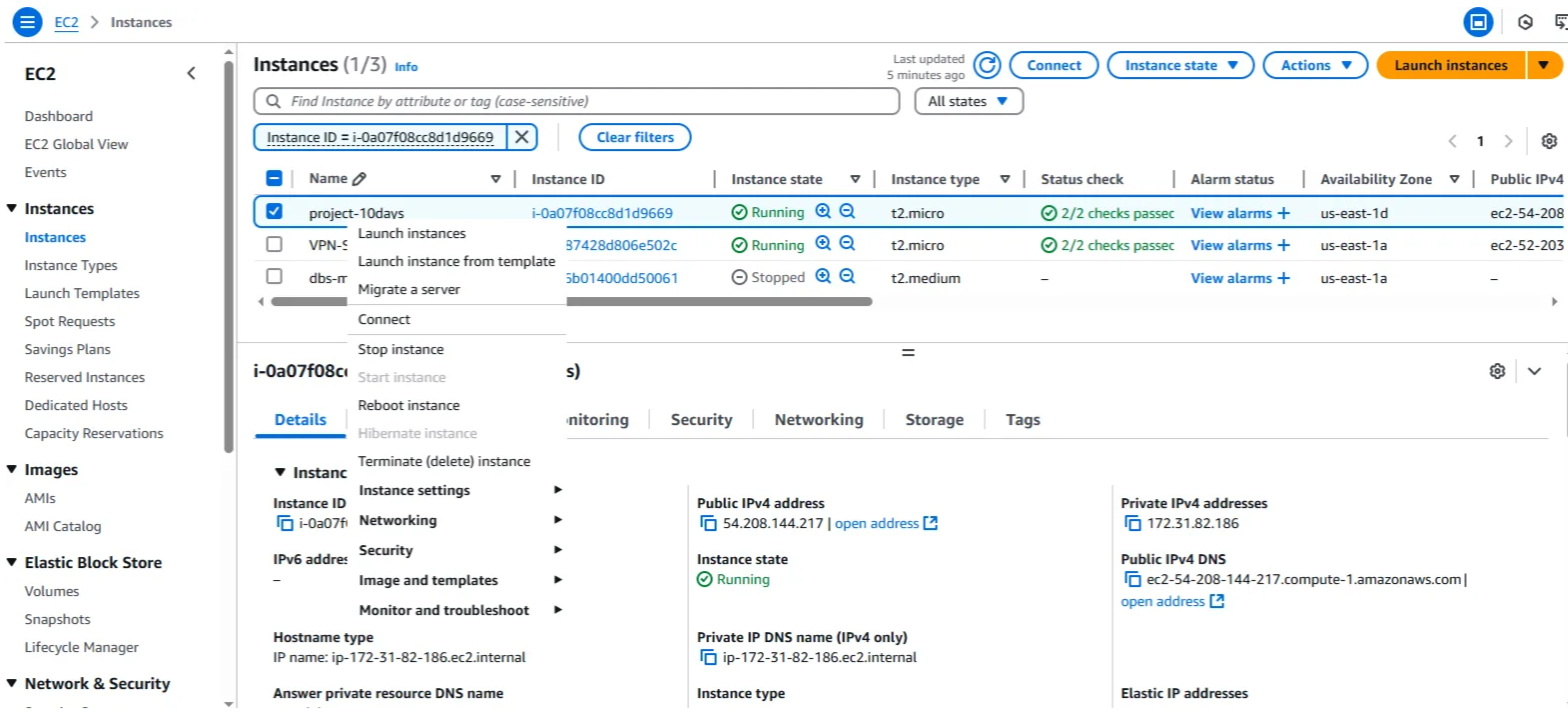 EC2 > Instances
EC2
Dashboard
EC2 Global View
Events
Instances
Instances
Instance Types
Launch Templates
Spot Requests
Savings Plans
Reserved Instances
Dedicated Hosts
Capacity Reservations
Images
AMIs
AMI Catalog
Elastic Block Store
Volumes
Snapshots
Lifecycle Manager
Network & Security
Instances (1/3) Info
Last updated
5 minutes ago
Connect
Instance state
Actions
Launch instances
Find Instance by attribute or tag (case-sensitive)
All states
Instance ID = i-0a07f08cc8d1d9669
Clear filters
1
Name Instance ID Instance state Instance type Status check Alarm status Availability Zone Public IPv4
project-10days i-0a07f08cc8d1d9669 Running t2.micro 2/2 checks passec View alarms + us-east-1d ec2-54-208
VPN-S 87428d806e502c Running t2.micro 2/2 checks passec View alarms + us-east-1a ec2-52-203
dbs-m 6b01400dd50061 Stopped t2.medium – View alarms + us-east-1a –
Launch instances
Launch instance from template
Migrate a server
Connect
Stop instance
Start instance
Reboot instance
Hibernate instance
Terminate (delete) instance
Instance settings
Networking
Security
Image and templates
Monitor and troubleshoot
i-0a07f08cc s)
Details nitoring Security Networking Storage Tags
Instanc
Instance ID
i-0a07f
IPv6 addres
–
Hostname type
IP name: ip-172-31-82-186.ec2.internal
Answer private resource DNS name
Public IPv4 address
54.208.144.217 | open address
Instance state
Running
Private IP DNS name (IPv4 only)
ip-172-31-82-186.ec2.internal
Instance type
Private IPv4 addresses
172.31.82.186
Public IPv4 DNS
ec2-54-208-144-217.compute-1.amazonaws.com |
open address
Elastic IP addresses